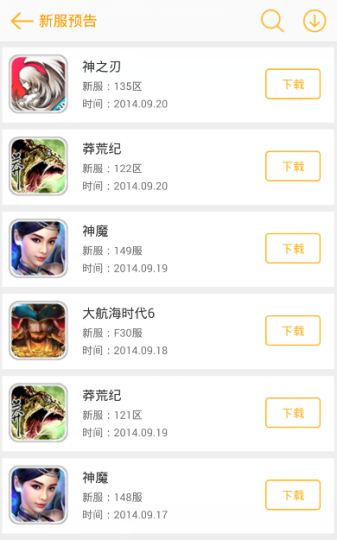 新服预告
神之刃
新服：135区
时间：2014.09.20
下载
莽荒纪
新服：122区
时间：2014.09.20
下载
神魔
新服：149服
时间：2014.09.19
下载
大航海时代6
新服：F30服
时间：2014.09.18
下载
莽荒纪
新服：121区
时间：2014.09.19
下载
神魔
新服：148服
时间：2014.09.17
下载